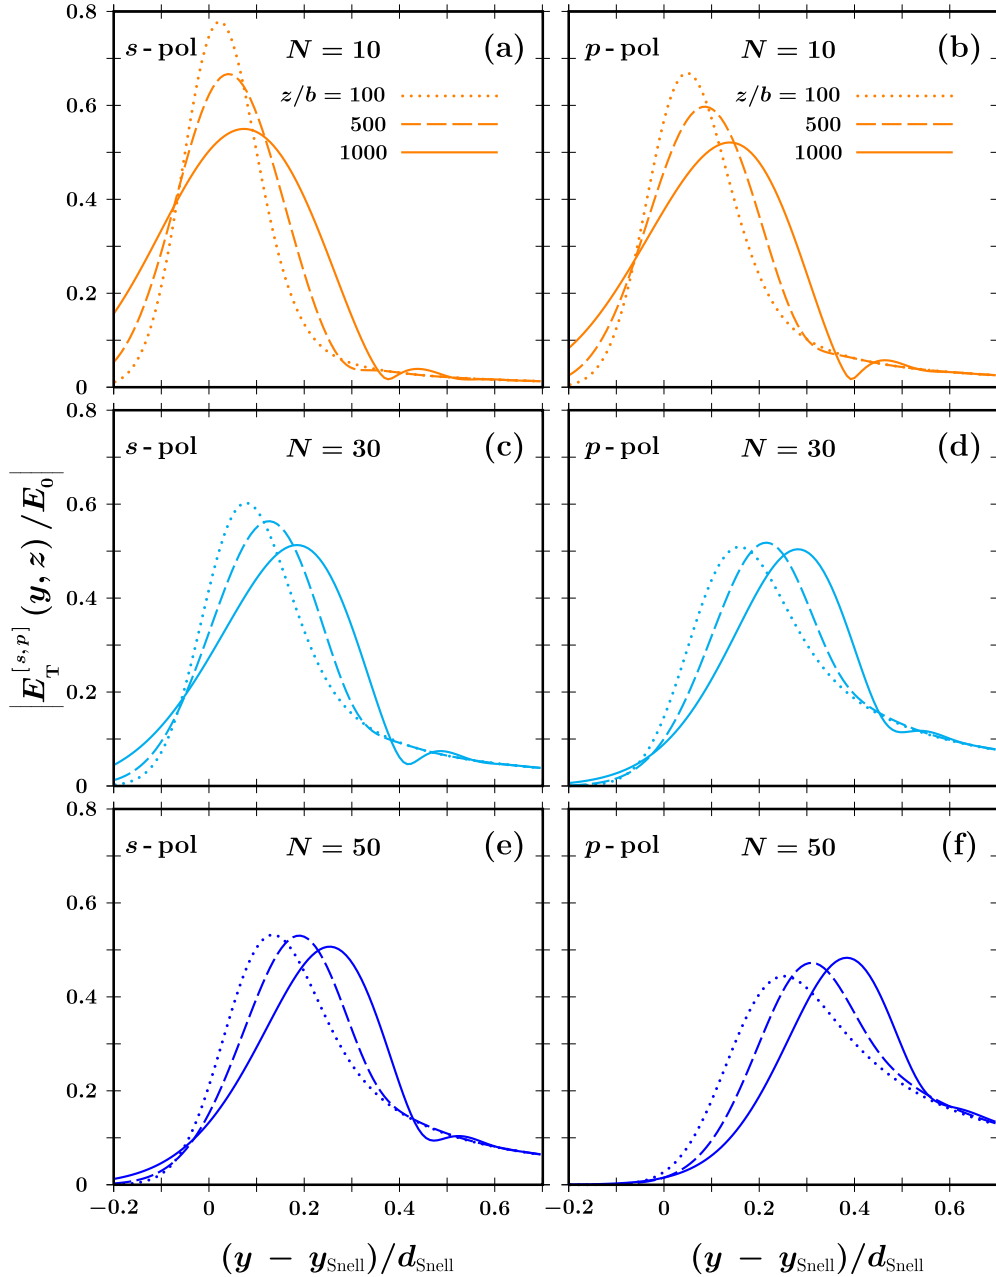 0.8
0.6
0.4
0.2
0
s - pol N = 10 (a)
z/b = 100
500
1000
p - pol N = 10 (b)
z/b = 100
500
1000
0.8
0.6
0.4
0.2
0
s - pol N = 30 (c)
p - pol N = 30 (d)
|E_T^[s,p] (y, z) / E_0|
0.8
0.6
0.4
0.2
0
s - pol N = 50 (e)
p - pol N = 50 (f)
−0.2 0 0.2 0.4 0.6
−0.2 0 0.2 0.4 0.6
(y − y_Snell)/d_Snell
(y − y_Snell)/d_Snell